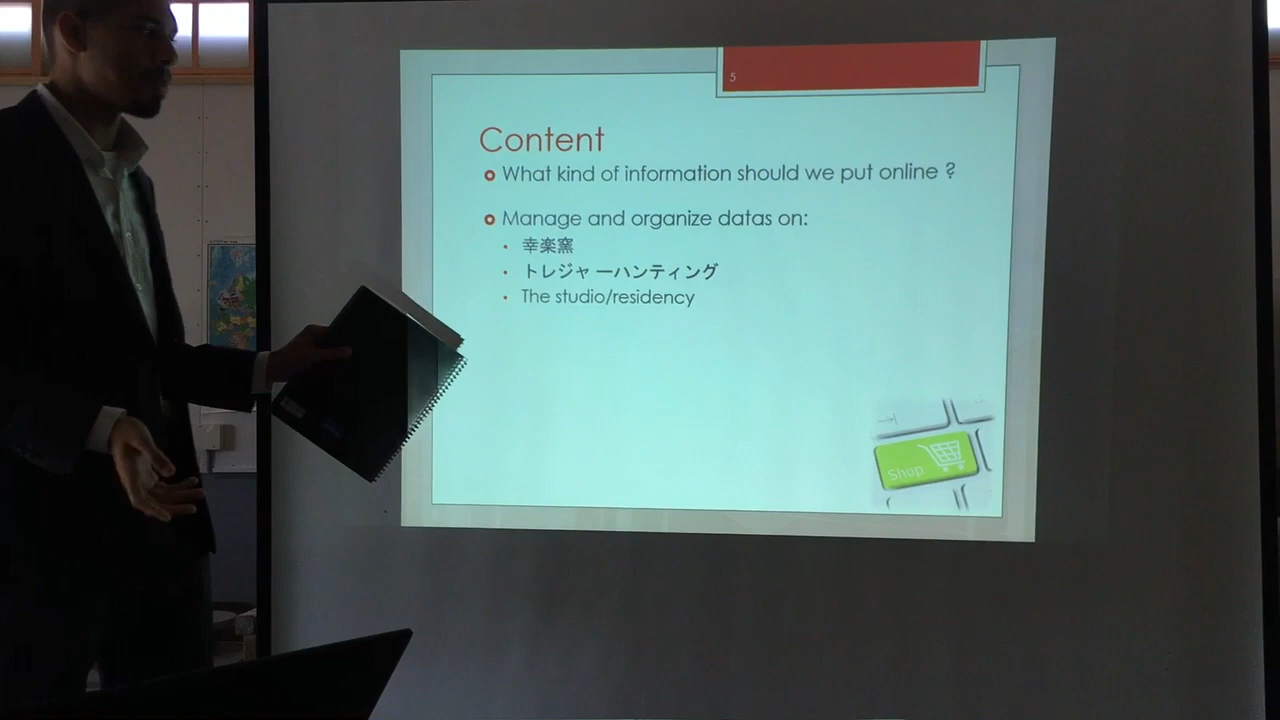 5
Content
What kind of information should we put online ?
Manage and organize datas on:
幸楽窯
トレジャーハンティング
The studio/residency
Shop